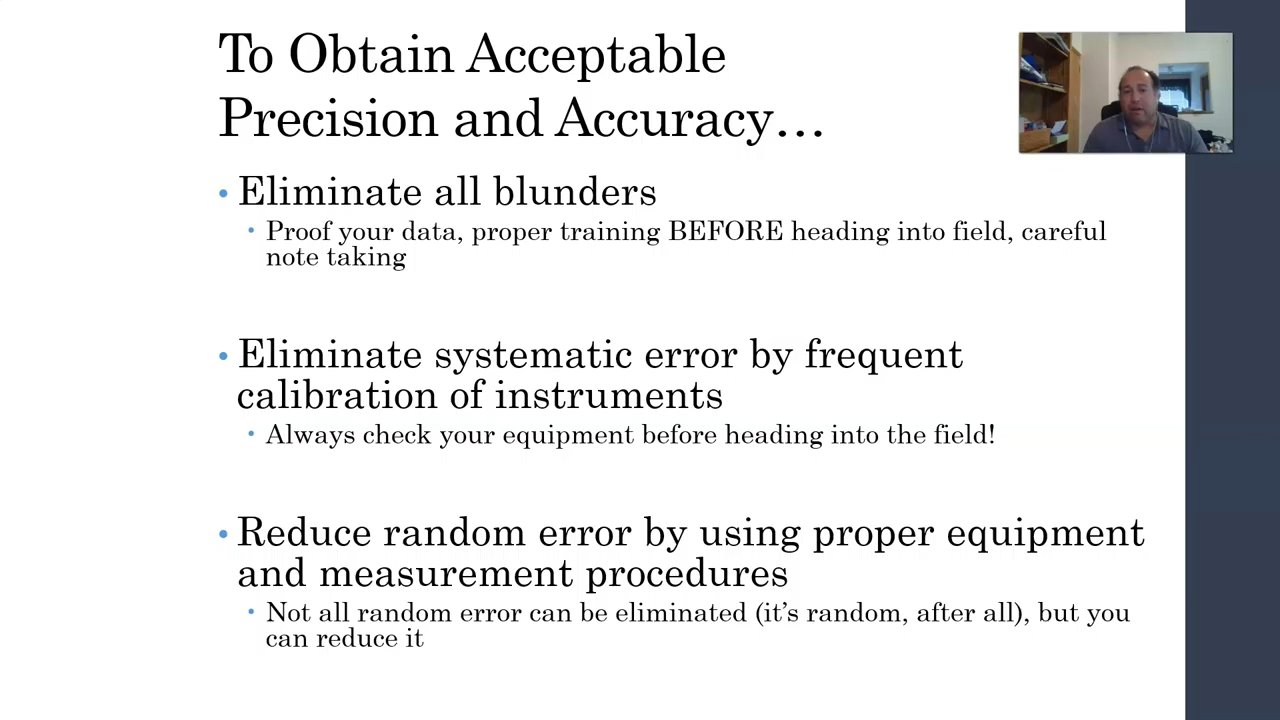 To Obtain Acceptable
Precision and Accuracy…
• Eliminate all blunders
• Proof your data, proper training BEFORE heading into field, careful
note taking
• Eliminate systematic error by frequent
calibration of instruments
• Always check your equipment before heading into the field!
• Reduce random error by using proper equipment
and measurement procedures
• Not all random error can be eliminated (it’s random, after all), but you
can reduce it